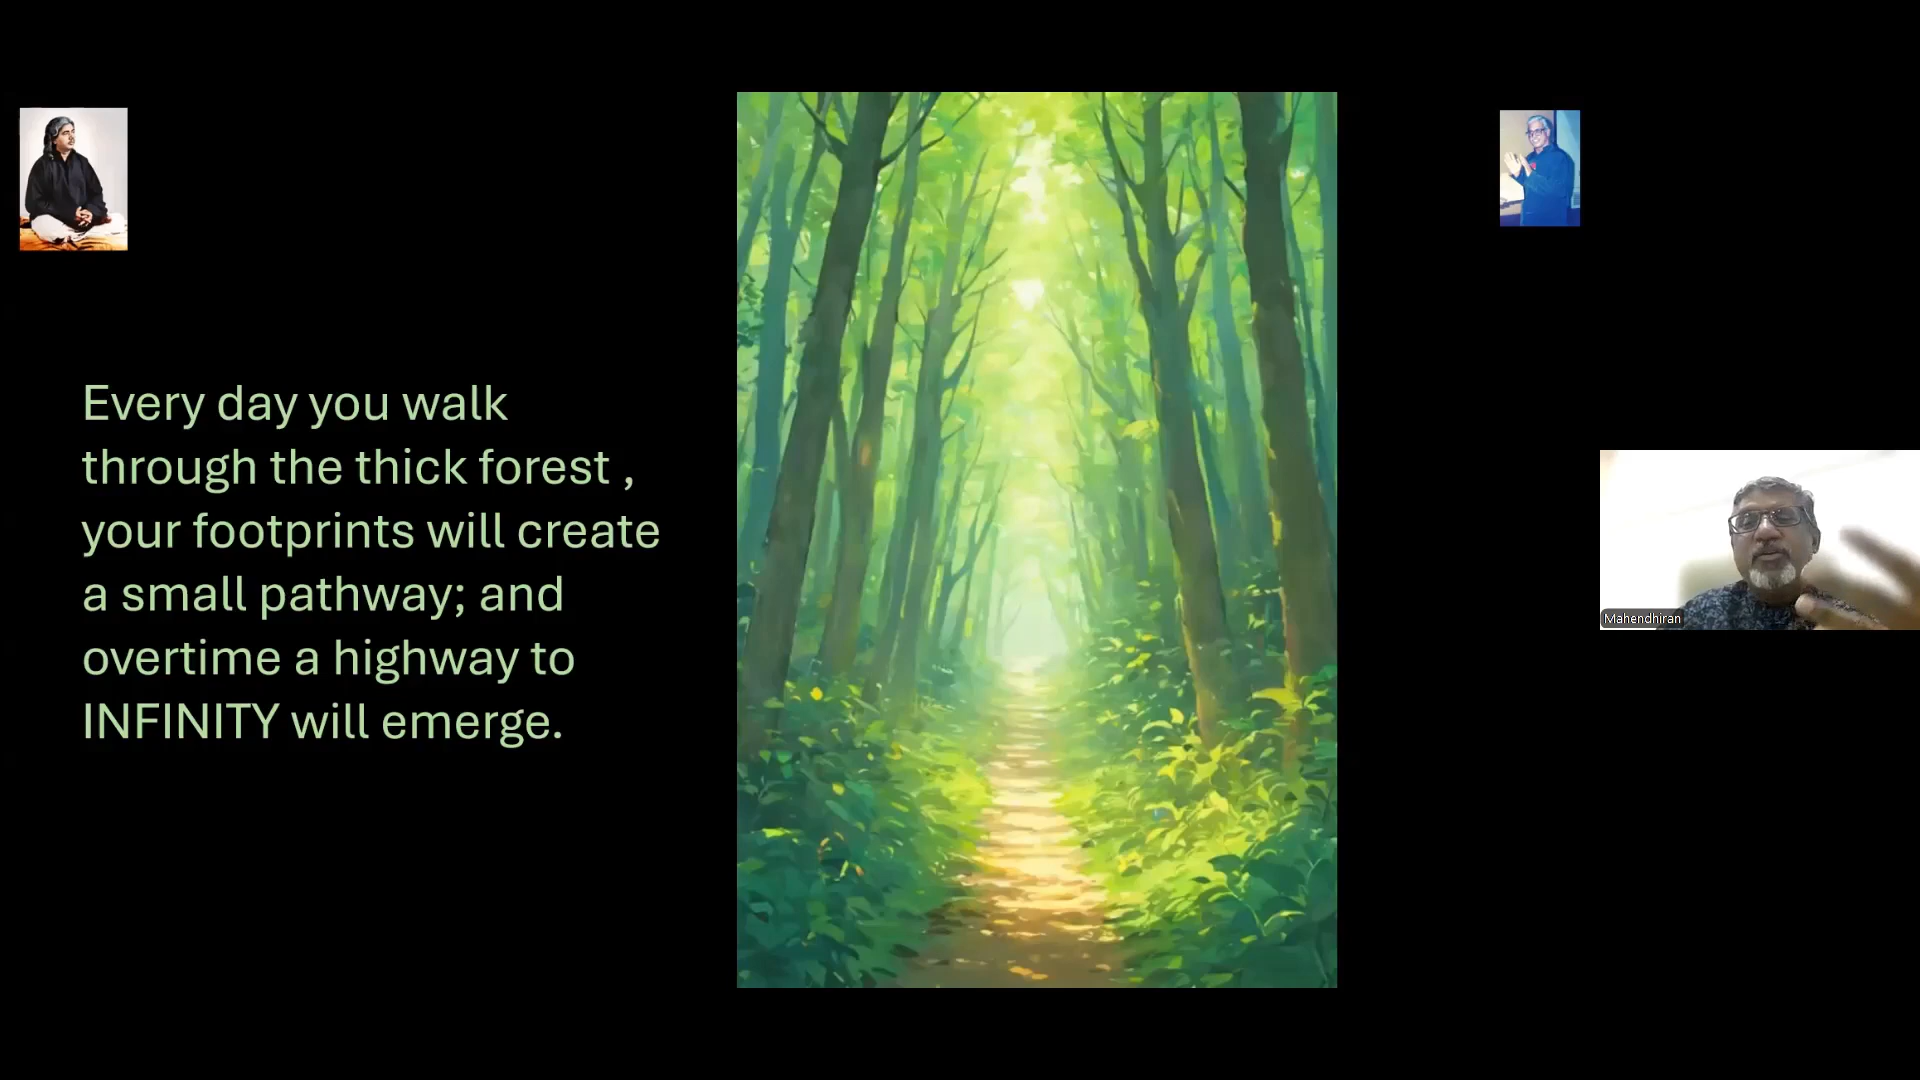 Every day you walk
through the thick forest ,
your footprints will create
a small pathway; and
overtime a highway to
INFINITY will emerge.
Mahendhiran